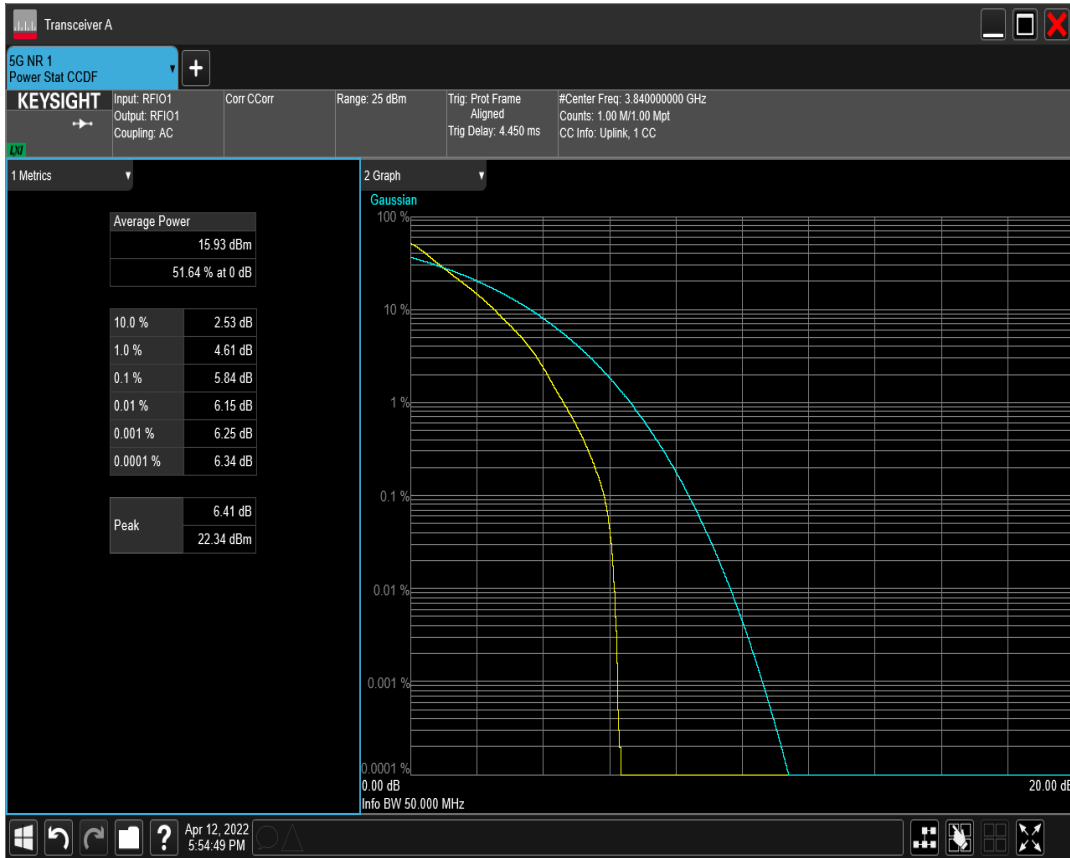 Transceiver A
5G NR 1
Power Stat CCDF
+
KEYSIGHT
LXI
Input: RFIO1
Output: RFIO1
Coupling: AC
Corr CCorr
Range: 25 dBm
Trig: Prot Frame
Aligned
Trig Delay: 4.450 ms
#Center Freq: 3.840000000 GHz
Counts: 1.00 M/1.00 Mpt
CC Info: Uplink, 1 CC
1 Metrics
Average Power
15.93 dBm
51.64 % at 0 dB
10.0 % 2.53 dB
1.0 % 4.61 dB
0.1 % 5.84 dB
0.01 % 6.15 dB
0.001 % 6.25 dB
0.0001 % 6.34 dB
Peak
6.41 dB
22.34 dBm
2 Graph
Gaussian
100 %
10 %
1 %
0.1 %
0.01 %
0.001 %
0.0001 %
0.00 dB
20.00 dB
Info BW 50.000 MHz
?
Apr 12, 2022
5:54:49 PM